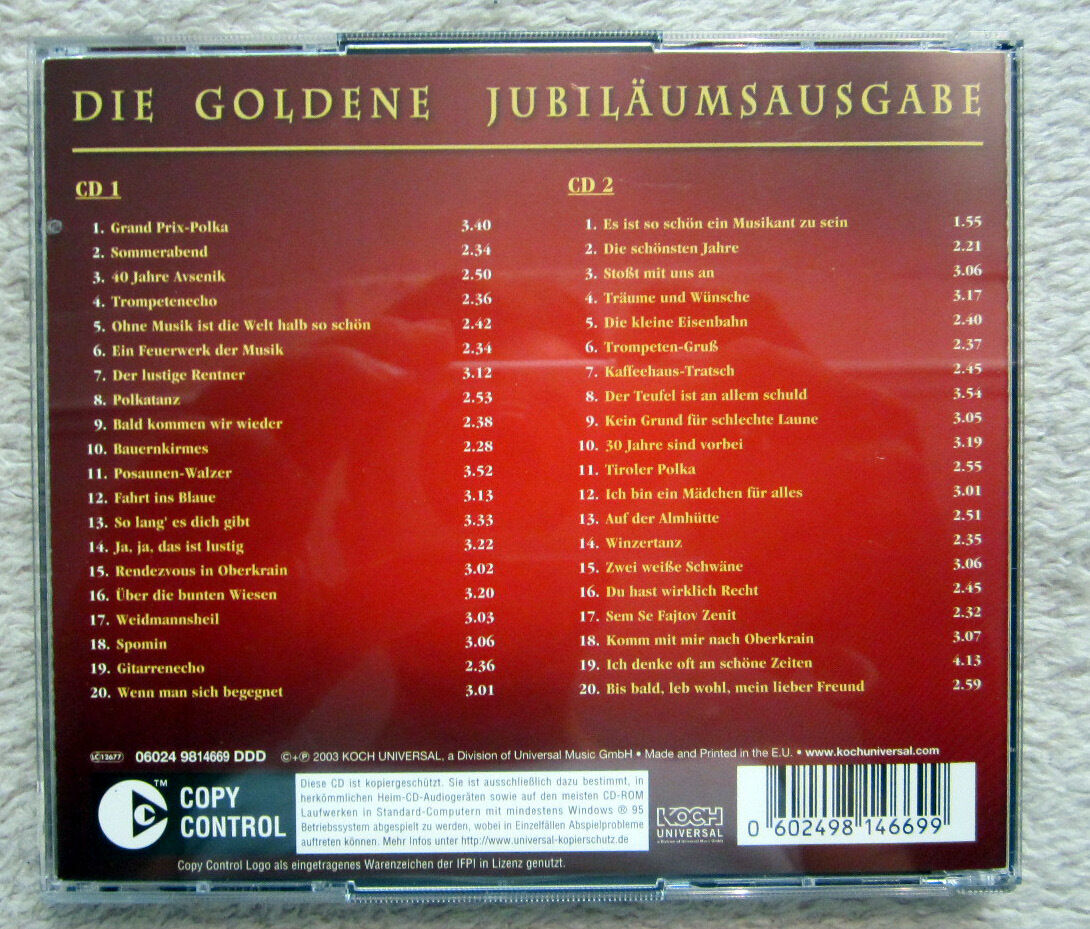 DIE GOLDENE JUBILÄUMSAUSGABE
CD 1
1. Grand Prix-Polka 3.40
2. Sommerabend 2.34
3. 40 Jahre Avsenik 2.50
4. Trompetenecho 2.36
5. Ohne Musik ist die Welt halb so schön 2.42
6. Ein Feuerwerk der Musik 2.34
7. Der lustige Rentner 3.12
8. Polkatanz 2.53
9. Bald kommen wir wieder 2.38
10. Bauernkirmes 2.28
11. Posaunen-Walzer 3.52
12. Fahrt ins Blaue 3.13
13. So lang' es dich gibt 3.33
14. Ja, ja, das ist lustig 3.22
15. Rendezvous in Oberkrain 3.02
16. Über die bunten Wiesen 3.20
17. Weidmannsheil 3.03
18. Spomin 3.06
19. Gitarrenecho 2.36
20. Wenn man sich begegnet 3.01
CD 2
1. Es ist so schön ein Musikant zu sein 1.55
2. Die schönsten Jahre 2.21
3. Stoßt mit uns an 3.06
4. Träume und Wünsche 3.17
5. Die kleine Eisenbahn 2.40
6. Trompeten-Gruß 2.37
7. Kaffeehaus-Tratsch 2.45
8. Der Teufel ist an allem schuld 3.54
9. Kein Grund für schlechte Laune 3.05
10. 30 Jahre sind vorbei 3.19
11. Tiroler Polka 2.55
12. Ich bin ein Mädchen für alles 3.01
13. Auf der Almhütte 2.51
14. Winzertanz 2.35
15. Zwei weiße Schwäne 3.06
16. Du hast wirklich Recht 2.45
17. Sem Se Fajtov Zenit 2.32
18. Komm mit mir nach Oberkrain 3.07
19. Ich denke oft an schöne Zeiten 4.13
20. Bis bald, leb wohl, mein lieber Freund 2.59
LC 12677 06024 9814669 DDD ©+℗ 2003 KOCH UNIVERSAL, a Division of Universal Music GmbH • Made and Printed in the E.U. • www.kochuniversal.com
COPY CONTROL™
Diese CD ist kopiergeschützt. Sie ist ausschließlich dazu bestimmt, in
herkömmlichen Heim-CD-Audiogeräten sowie auf den meisten CD-ROM
Laufwerken in Standard-Computern mit mindestens Windows ® 95
Betriebssystem abgespielt zu werden, wobei in Einzelfällen Abspielprobleme
auftreten können. Mehr Infos unter http://www.universal-kopierschutz.de
KOCH
UNIVERSAL
a Division of Universal Music GmbH
0 602498 146699
Copy Control Logo als eingetragenes Warenzeichen der IFPI in Lizenz genutzt.